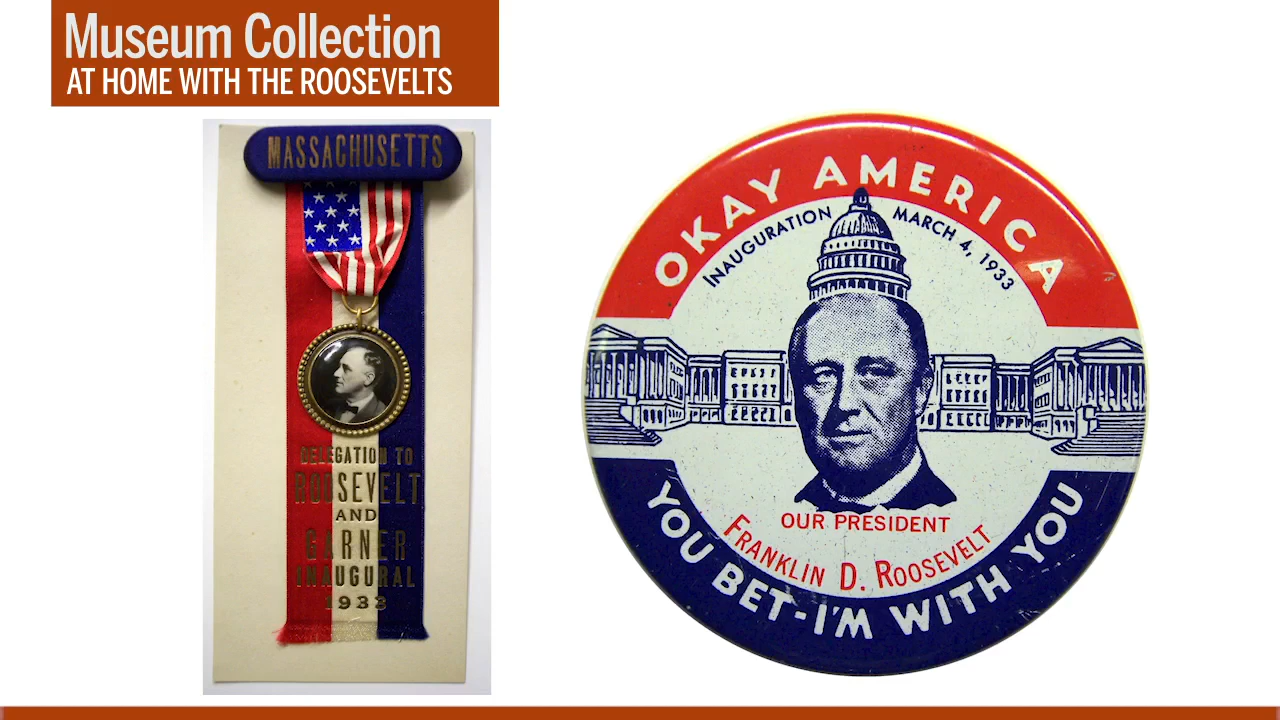 Museum Collection
AT HOME WITH THE ROOSEVELTS
MASSACHUSETTS
DELEGATION TO
ROOSEVELT
AND
GARNER
INAUGURAL
1933
OKAY AMERICA
INAUGURATION MARCH 4, 1933
OUR PRESIDENT
FRANKLIN D. ROOSEVELT
YOU BET-I'M WITH YOU